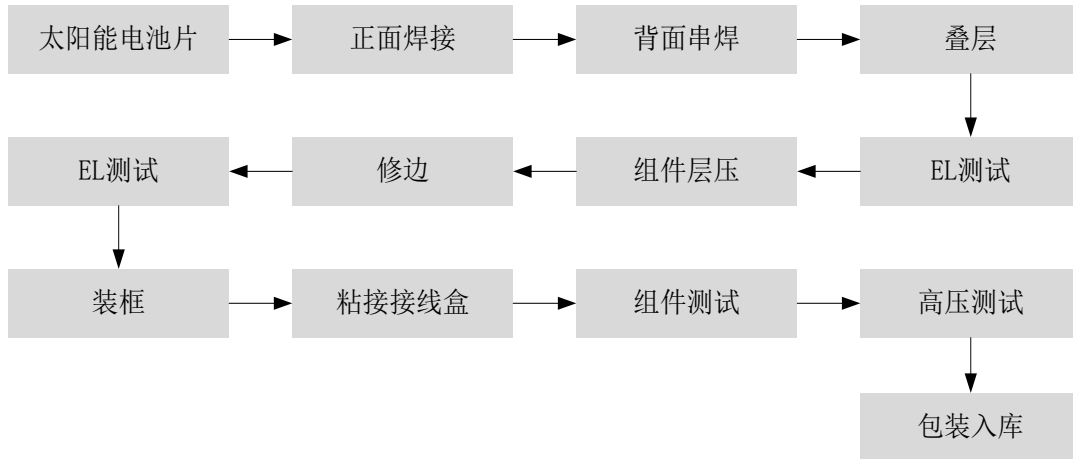 太阳能电池片
正面焊接
背面串焊
叠层
EL测试
修边
组件层压
EL测试
装框
粘接接线盒
组件测试
高压测试
包装入库